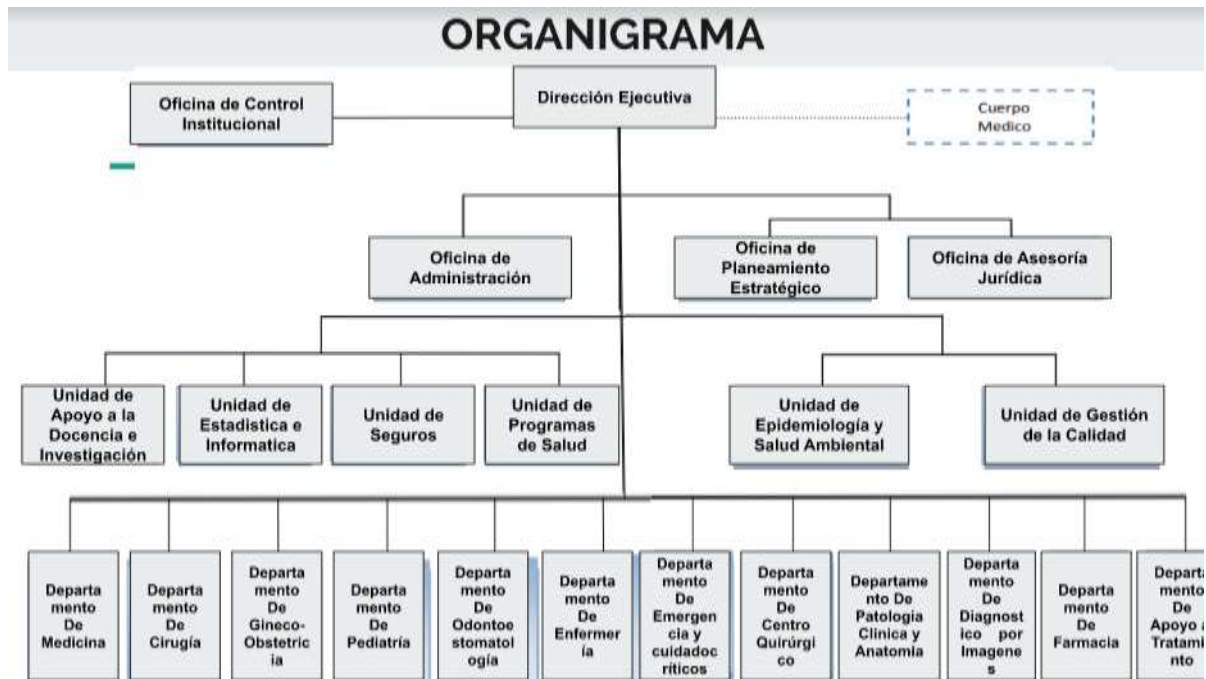 ORGANIGRAMA
Oficina de Control
Institucional
Dirección Ejecutiva
Cuerpo
Medico
Oficina de
Administración
Oficina de
Planeamiento
Estratégico
Oficina de Asesoría
Jurídica
Unidad de
Apoyo a la
Docencia e
Investigación
Unidad de
Estadistica e
Informatica
Unidad de
Seguros
Unidad de
Programas
de Salud
Unidad de
Epidemiología y
Salud Ambiental
Unidad de Gestión
de la Calidad
Departa
mento
De
Medicina
Departa
mento
De
Cirugía
Departa
mento
De
Gineco-
Obstetric
ia
Departa
mento
De
Pediatría
Departa
mento
De
Odontoe
stomatol
ogía
Departa
mento
De
Enfermer
ía
Departa
mento
De
Emergen
cia y
cuidadoc
ríticos
Departa
mento
De
Centro
Quirúrgi
co
Departame
nto De
Patologia
Clinica y
Anatomia
Departa
mento
De
Diagnost
ico por
Imagene
s
Departa
mento
De
Farmacia
Departa
mento
De
Apoyo a
Tratami
nto